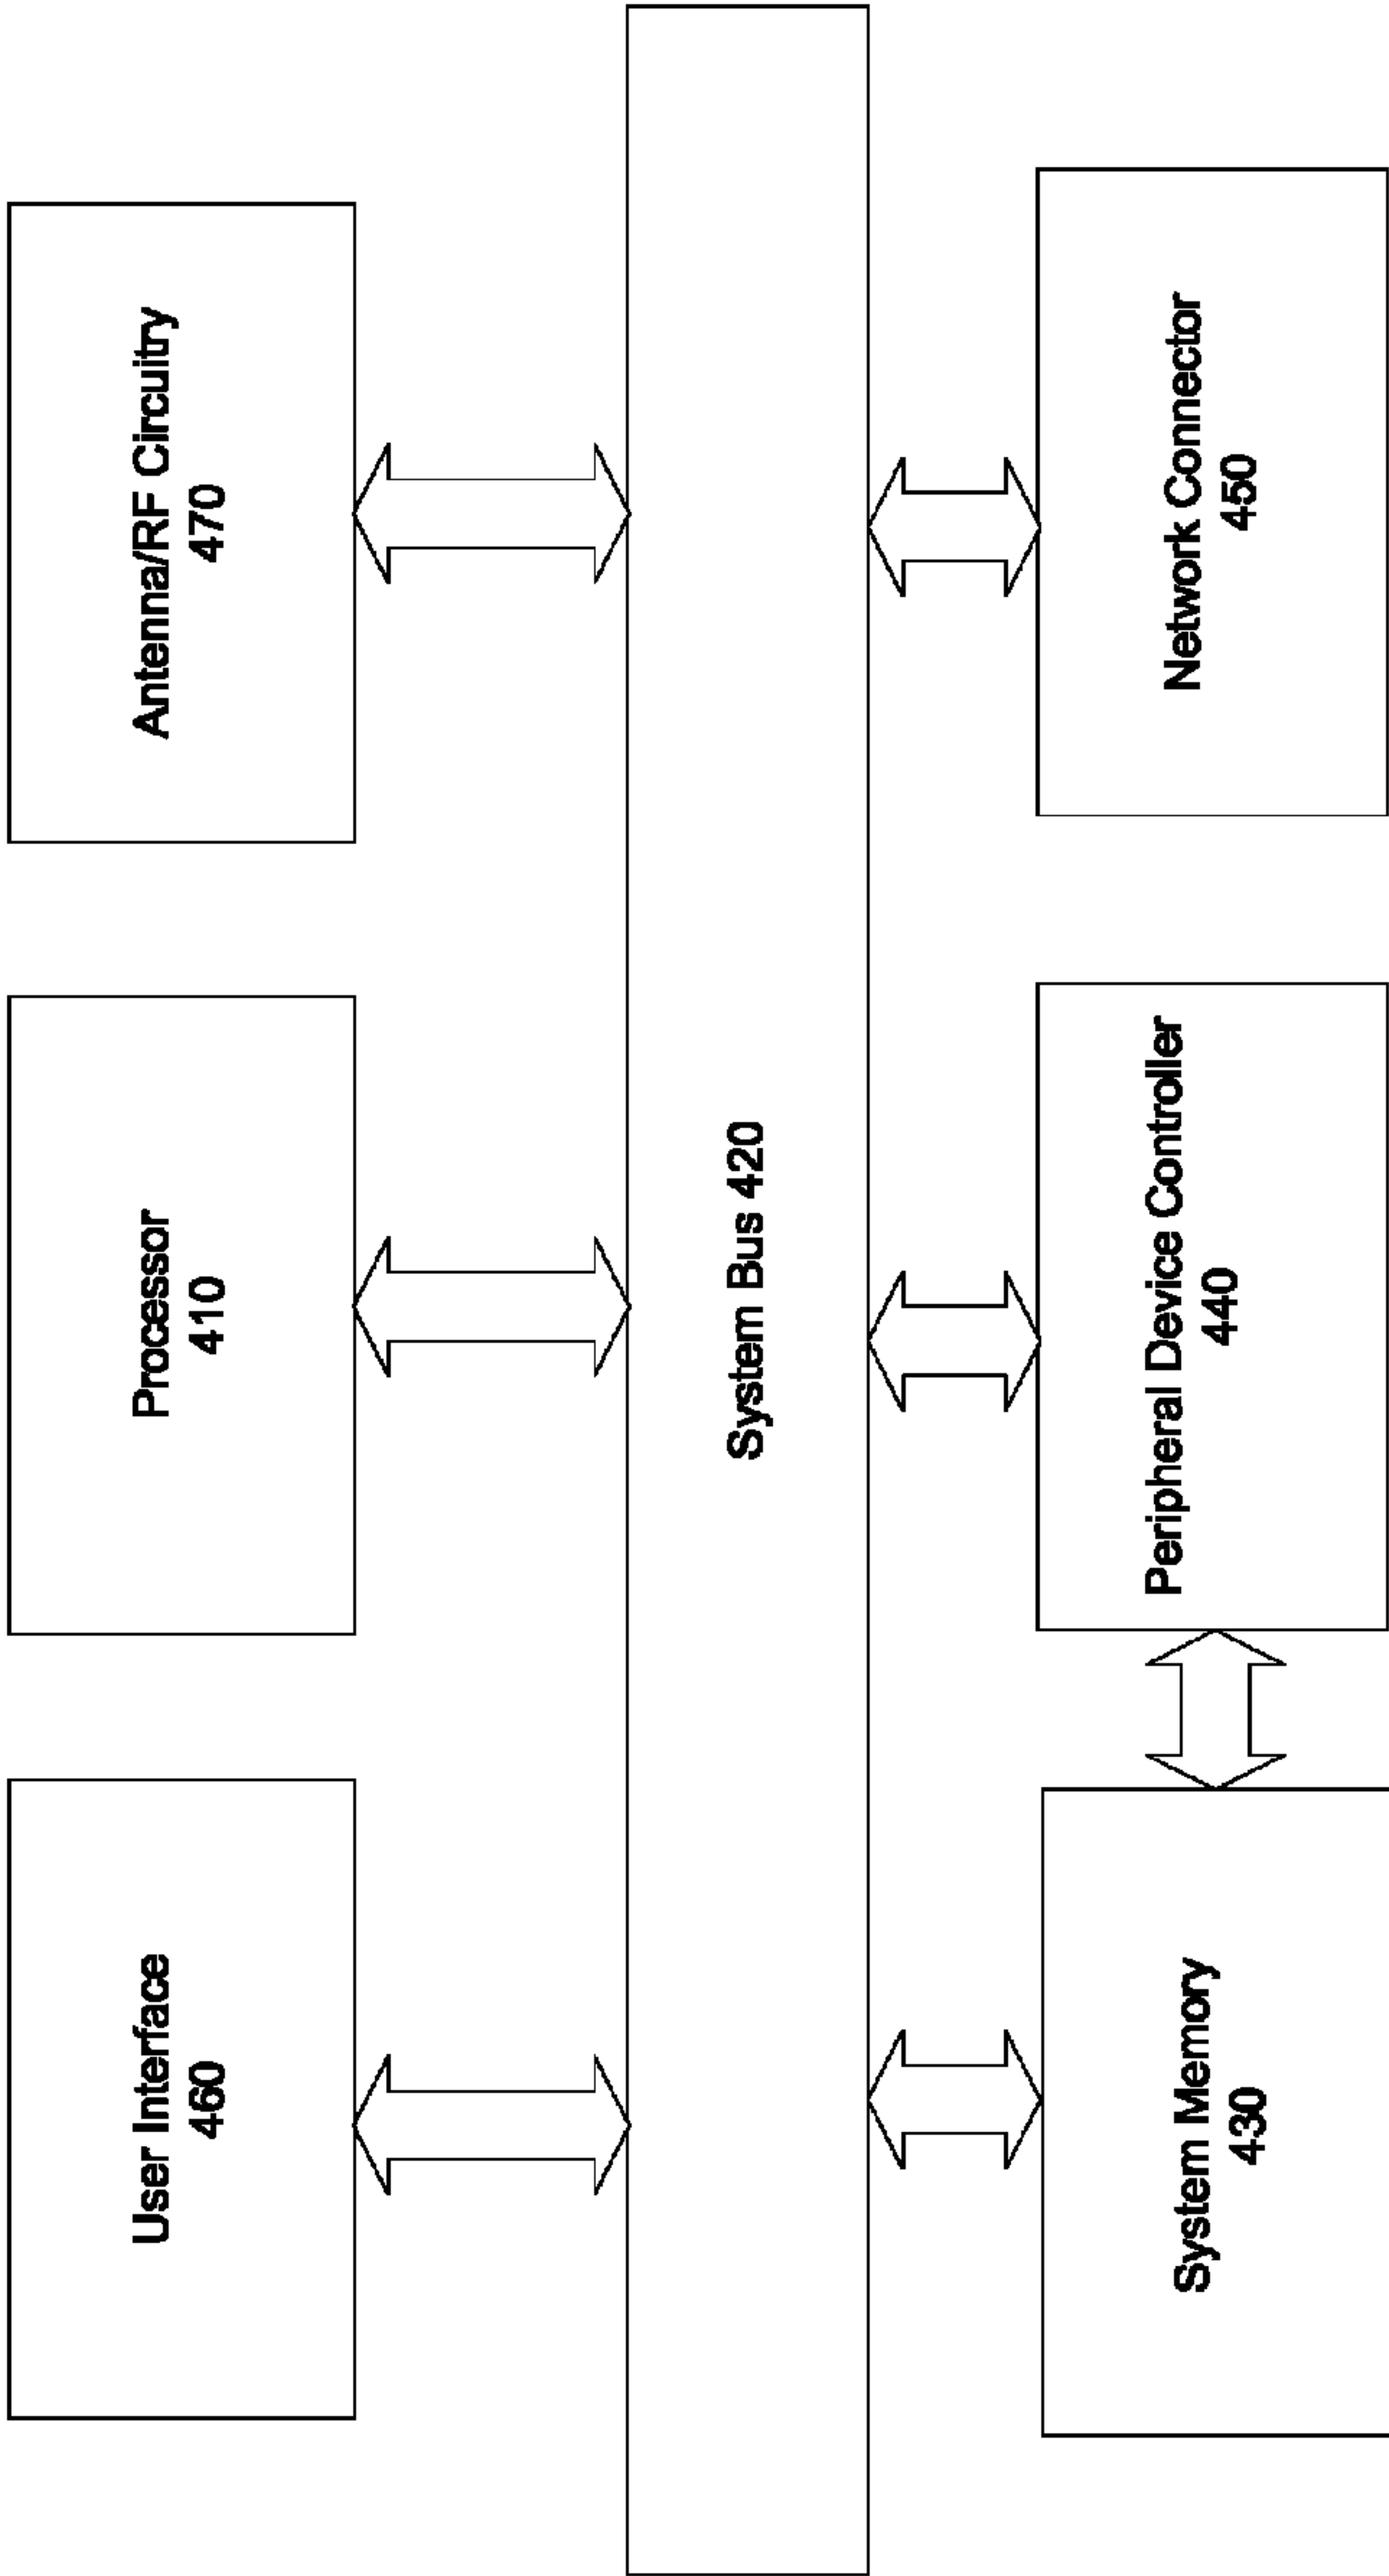 User Interface
460
Processor
410
Antenna/RF Circuitry
470
System Bus 420
System Memory
430
Peripheral Device Controller
440
Network Connector
450